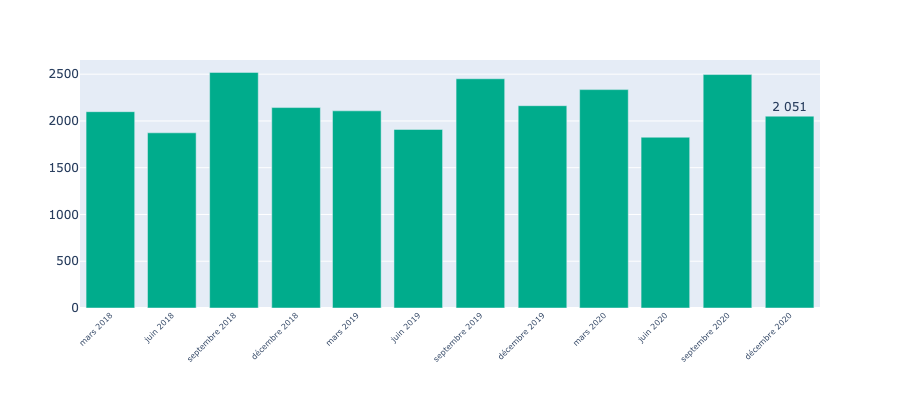 2500
2000
1500
1000
500
0
2 051
mars 2018
juin 2018
septembre 2018
décembre 2018
mars 2019
juin 2019
septembre 2019
décembre 2019
mars 2020
juin 2020
septembre 2020
décembre 2020